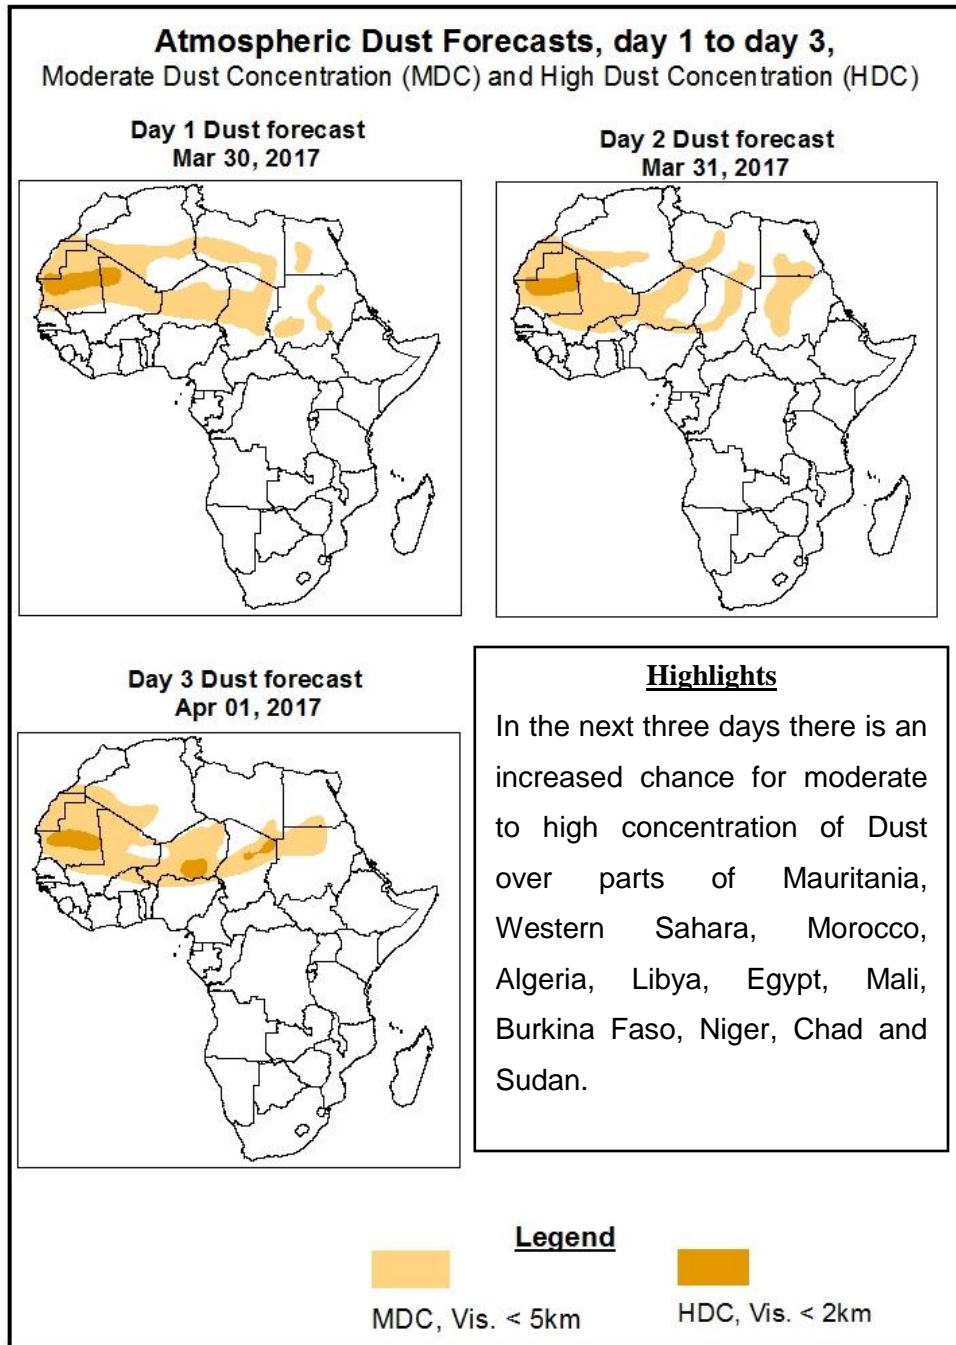 Atmospheric Dust Forecasts, day 1 to day 3,
Moderate Dust Concentration (MDC) and High Dust Concentration (HDC)
Day 1 Dust forecast
Mar 30, 2017
Day 2 Dust forecast
Mar 31, 2017
Day 3 Dust forecast
Apr 01, 2017
Highlights
In the next three days there is an
increased chance for moderate
to high concentration of Dust
over parts of Mauritania,
Western Sahara, Morocco,
Algeria, Libya, Egypt, Mali,
Burkina Faso, Niger, Chad and
Sudan.
Legend
MDC, Vis. < 5km
HDC, Vis. < 2km